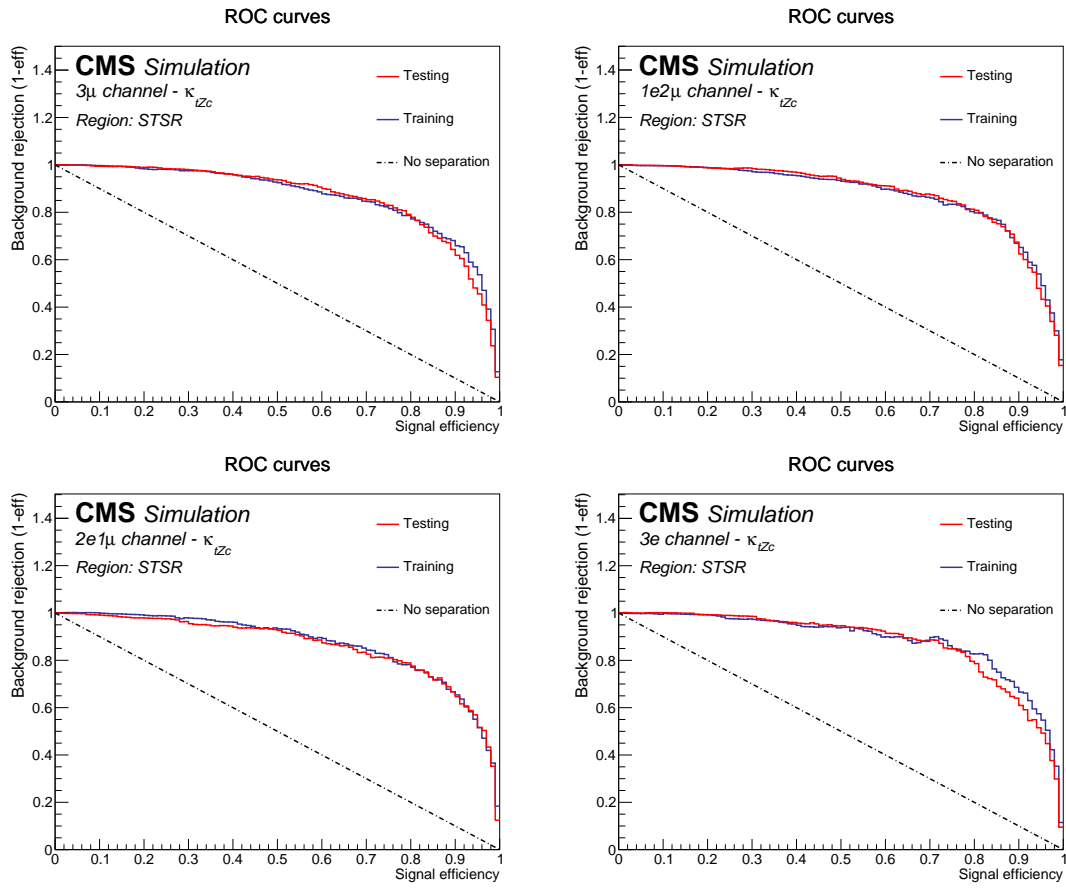 ROC curves
CMS Simulation
3μ channel - κtZc
Region: STSR
Testing
Training
No separation
Background rejection (1-eff)
1.4
1.2
1
0.8
0.6
0.4
0.2
0
0 0.1 0.2 0.3 0.4 0.5 0.6 0.7 0.8 0.9 1
Signal efficiency
ROC curves
CMS Simulation
1e2μ channel - κtZc
Region: STSR
Testing
Training
No separation
Background rejection (1-eff)
1.4
1.2
1
0.8
0.6
0.4
0.2
0
0 0.1 0.2 0.3 0.4 0.5 0.6 0.7 0.8 0.9 1
Signal efficiency
ROC curves
CMS Simulation
2e1μ channel - κtZc
Region: STSR
Testing
Training
No separation
Background rejection (1-eff)
1.4
1.2
1
0.8
0.6
0.4
0.2
0
0 0.1 0.2 0.3 0.4 0.5 0.6 0.7 0.8 0.9 1
Signal efficiency
ROC curves
CMS Simulation
3e channel - κtZc
Region: STSR
Testing
Training
No separation
Background rejection (1-eff)
1.4
1.2
1
0.8
0.6
0.4
0.2
0
0 0.1 0.2 0.3 0.4 0.5 0.6 0.7 0.8 0.9 1
Signal efficiency